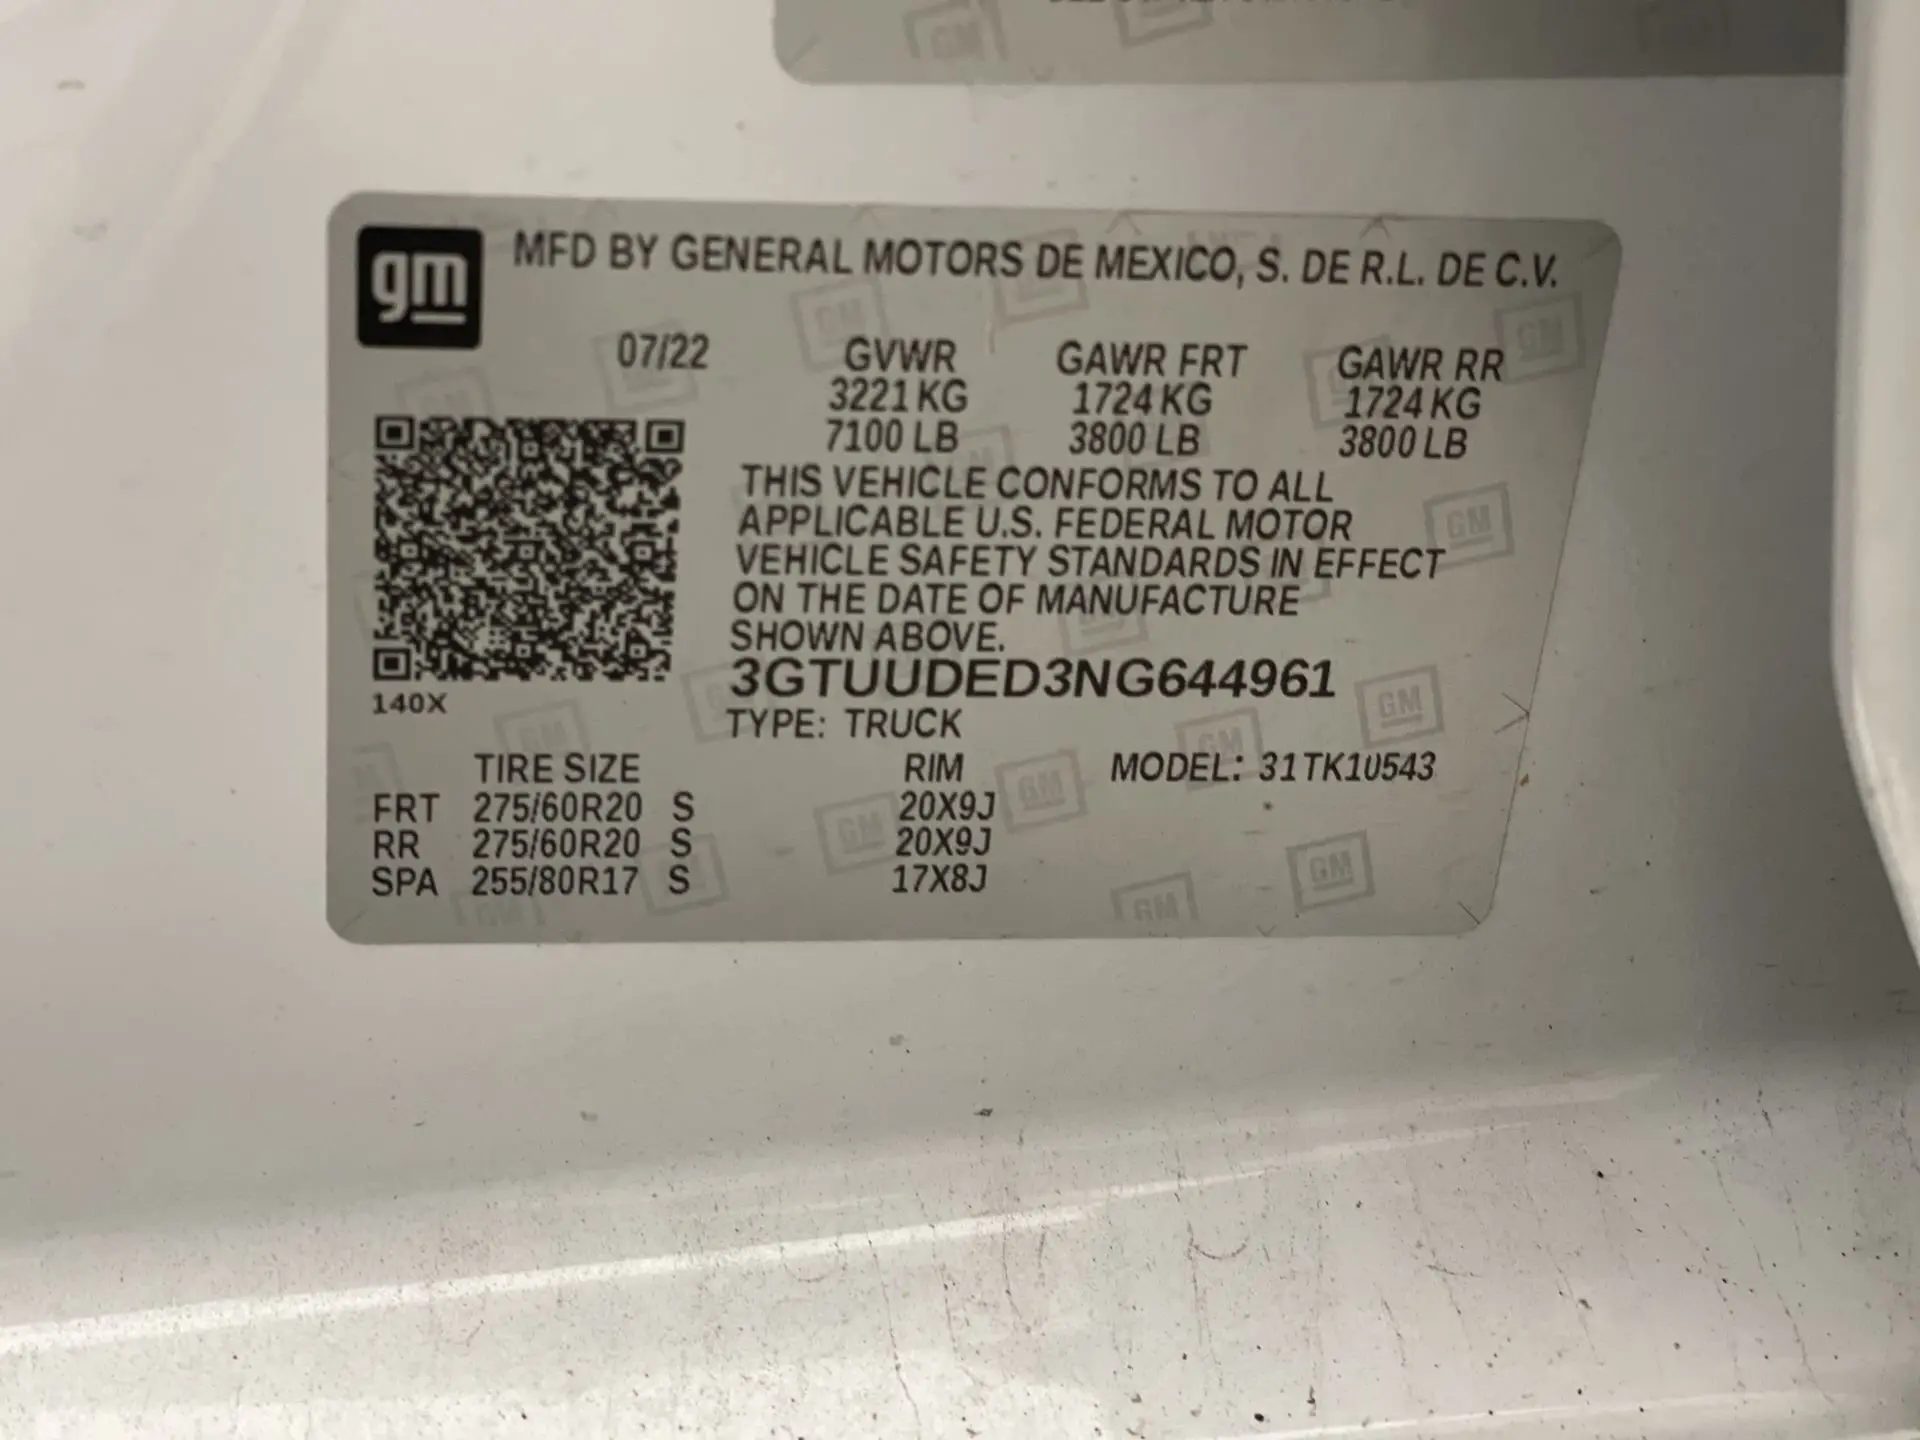 gm
MFD BY GENERAL MOTORS DE MEXICO, S. DE R.L. DE C.V.
07/22 GVWR GAWR FRT GAWR RR
3221 KG 1724 KG 1724 KG
7100 LB 3800 LB 3800 LB
THIS VEHICLE CONFORMS TO ALL
APPLICABLE U.S. FEDERAL MOTOR
VEHICLE SAFETY STANDARDS IN EFFECT
ON THE DATE OF MANUFACTURE
SHOWN ABOVE.
3GTUUDED3NG644961
140X
TYPE: TRUCK
TIRE SIZE RIM MODEL: 31TK10543
FRT 275/60R20 S 20X9J
RR 275/60R20 S 20X9J
SPA 255/80R17 S 17X8J